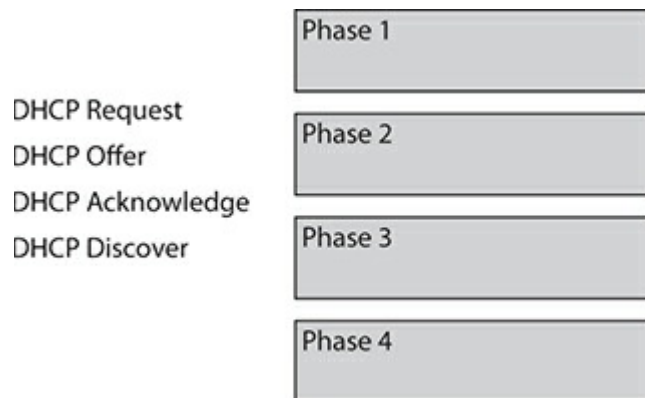 DHCP Request
DHCP Offer
DHCP Acknowledge
DHCP Discover
Phase 1
Phase 2
Phase 3
Phase 4